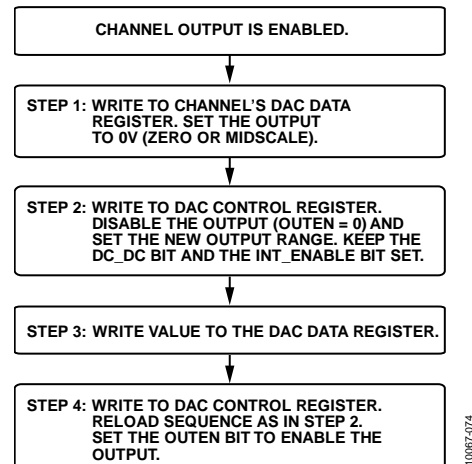 CHANNEL OUTPUT IS ENABLED.
STEP 1: WRITE TO CHANNEL'S DAC DATA
REGISTER. SET THE OUTPUT
TO 0V (ZERO OR MIDSCALE).
STEP 2: WRITE TO DAC CONTROL REGISTER.
DISABLE THE OUTPUT (OUTEN = 0) AND
SET THE NEW OUTPUT RANGE. KEEP THE
DC_DC BIT AND THE INT_ENABLE BIT SET.
STEP 3: WRITE VALUE TO THE DAC DATA REGISTER.
STEP 4: WRITE TO DAC CONTROL REGISTER.
RELOAD SEQUENCE AS IN STEP 2.
SET THE OUTEN BIT TO ENABLE THE
OUTPUT.
10067-074